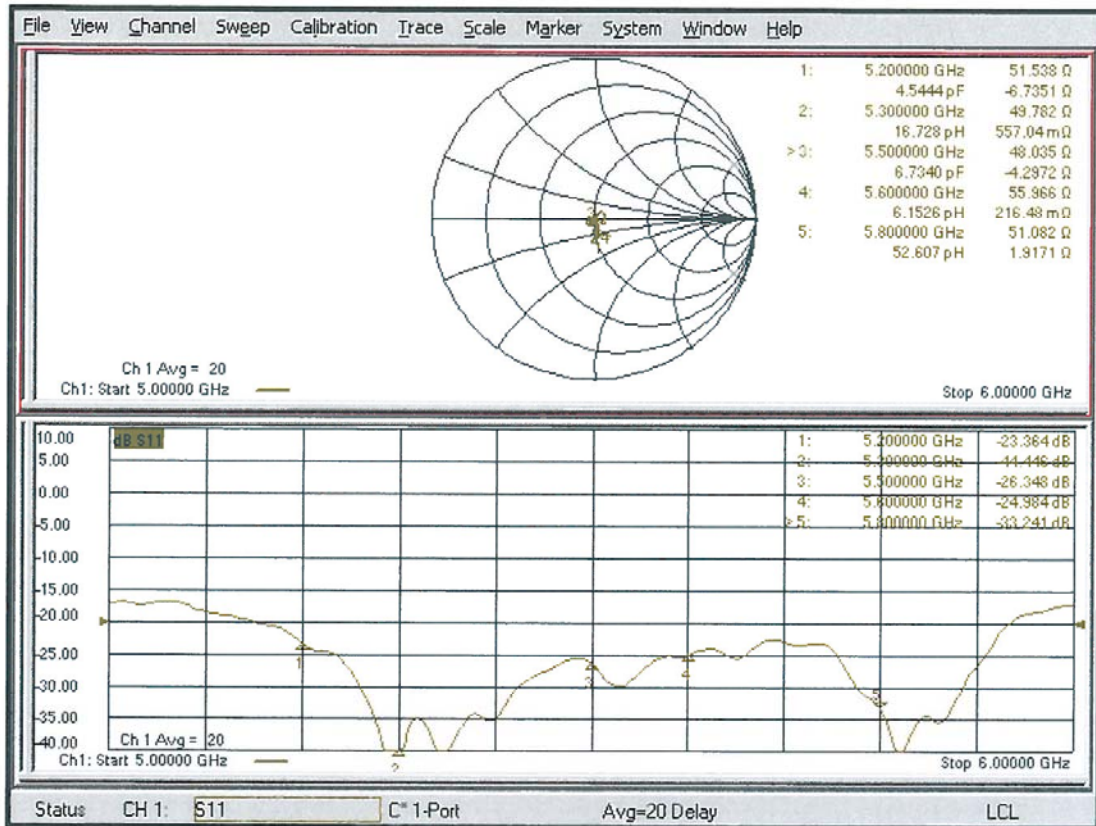 File View Channel Sweep Calibration Trace Scale Marker System Window Help
1: 5.200000 GHz 51.538 Ω
4.5444 pF -6.7351 Ω
2: 5.300000 GHz 49.782 Ω
16.728 pH 557.04 mΩ
> 3: 5.500000 GHz 48.035 Ω
6.7340 pF -4.2972 Ω
4: 5.600000 GHz 55.966 Ω
6.1526 pH 216.48 mΩ
5: 5.800000 GHz 51.082 Ω
52.607 pH 1.9171 Ω
Ch 1 Avg = 20
Ch1: Start 5.00000 GHz
Stop 6.00000 GHz
dB S11
10.00
5.00
0.00
-5.00
-10.00
-15.00
-20.00
-25.00
-30.00
-35.00
-40.00
1: 5.200000 GHz -23.364 dB
2: 5.300000 GHz -44.446 dB
3: 5.500000 GHz -26.348 dB
4: 5.600000 GHz -24.984 dB
> 5: 5.800000 GHz -33.241 dB
1
2
3
4
5
Ch 1 Avg = 20
Ch1: Start 5.00000 GHz
Stop 6.00000 GHz
Status CH 1: S11 C* 1-Port Avg=20 Delay LCL